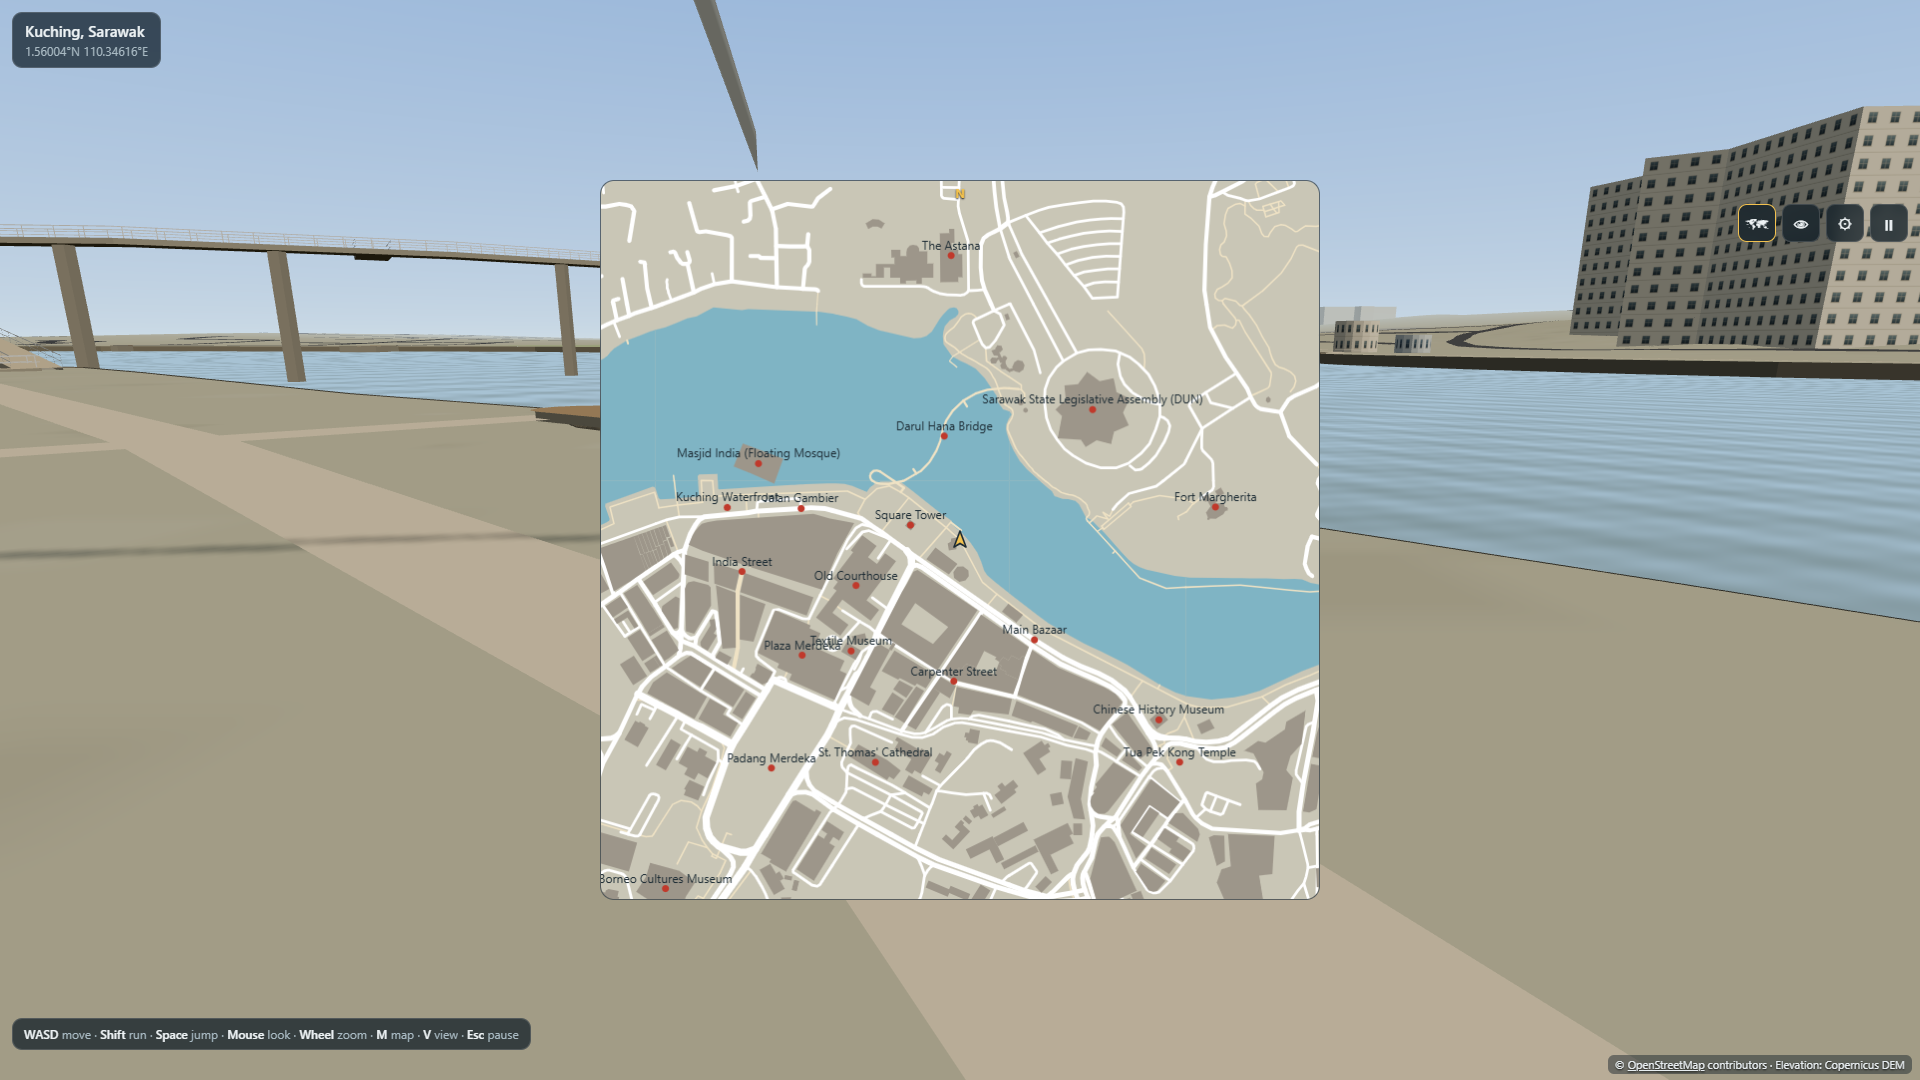 Kuching, Sarawak
1.56004°N 110.34616°E
N
The Astana
Sarawak State Legislative Assembly (DUN)
Darul Hana Bridge
Masjid India (Floating Mosque)
Kuching Waterfront
Jalan Gambier
Fort Margherita
Square Tower
India Street
Old Courthouse
Main Bazaar
Textile Museum
Plaza Merdeka
Carpenter Street
Chinese History Museum
Tua Pek Kong Temple
St. Thomas' Cathedral
Padang Merdeka
Borneo Cultures Museum
WASD move · Shift run · Space jump · Mouse look · Wheel zoom · M map · V view · Esc pause
© OpenStreetMap contributors · Elevation: Copernicus DEM